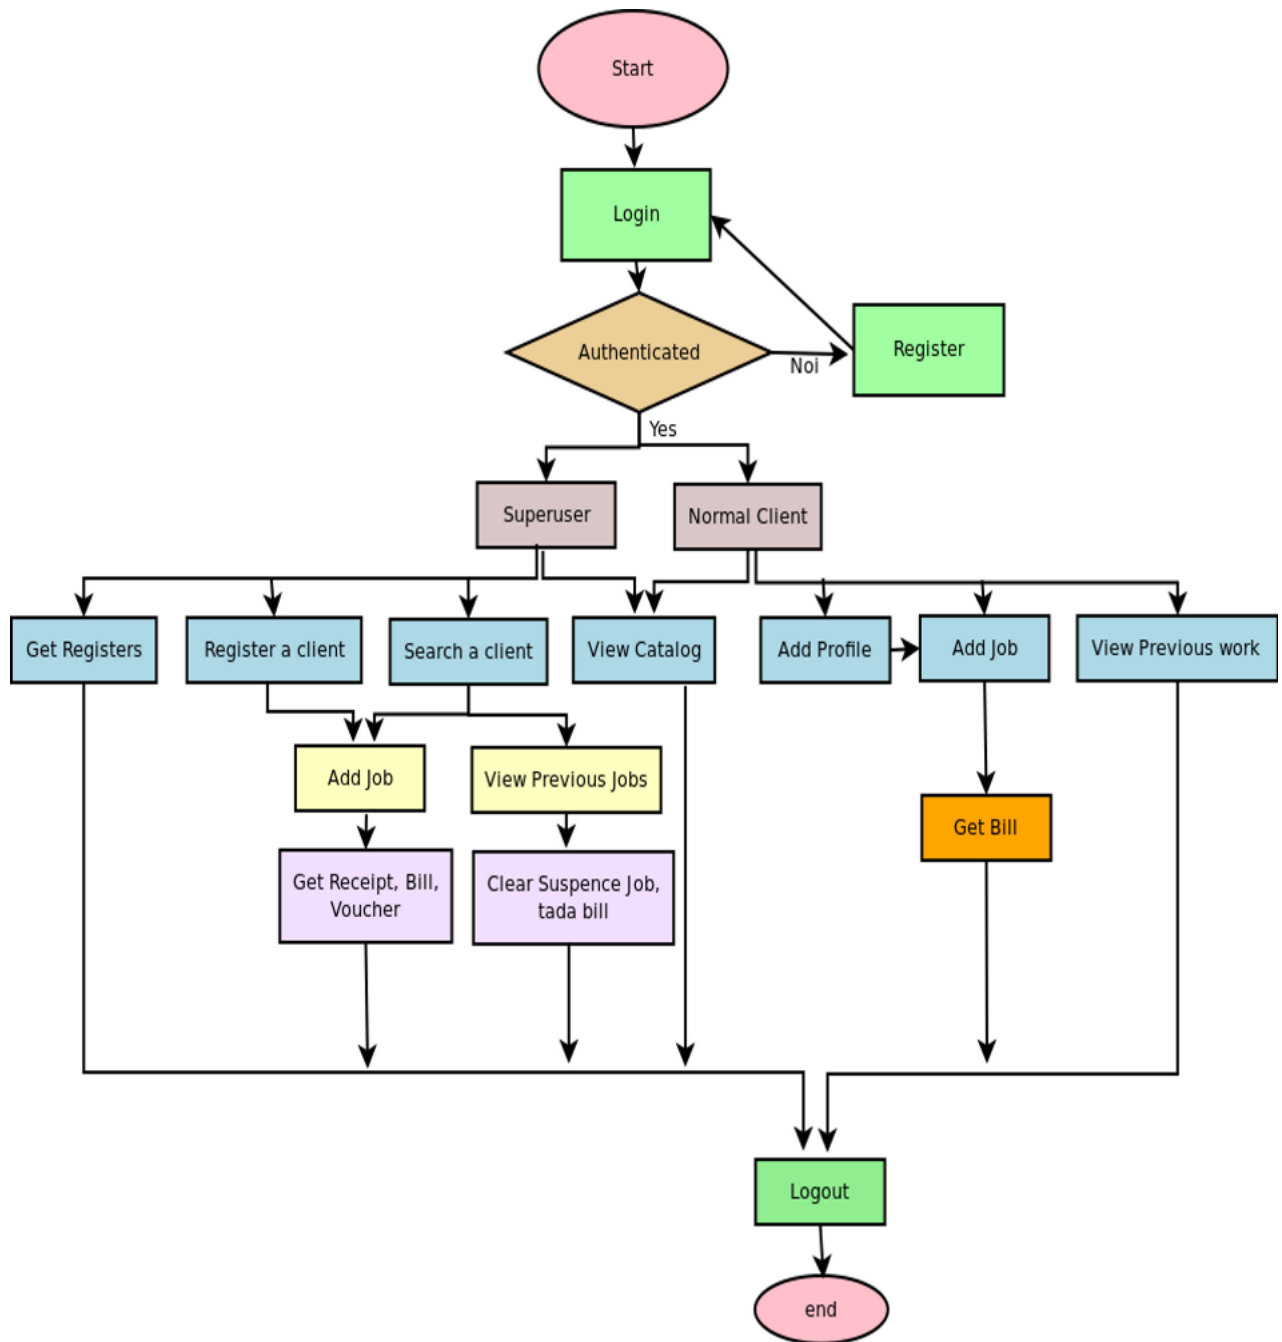 Start
Login
Authenticated
Noi
Register
Yes
Superuser
Normal Client
Get Registers
Register a client
Search a client
View Catalog
Add Profile
Add Job
View Previous work
Add Job
View Previous Jobs
Get Bill
Get Receipt, Bill,
Voucher
Clear Suspence Job,
tada bill
Logout
end